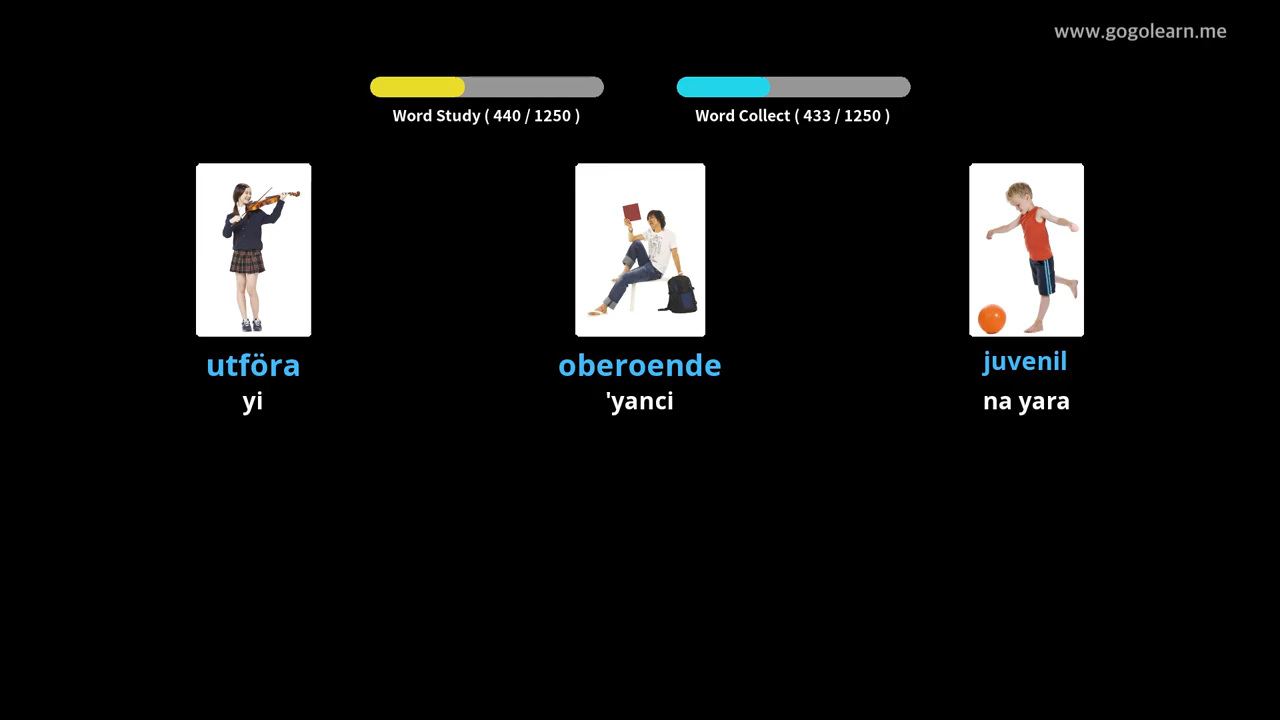 www.gogolearn.me
Word Study ( 440 / 1250 )
Word Collect ( 433 / 1250 )
utföra
oberoende
juvenil
yi
'yanci
na yara